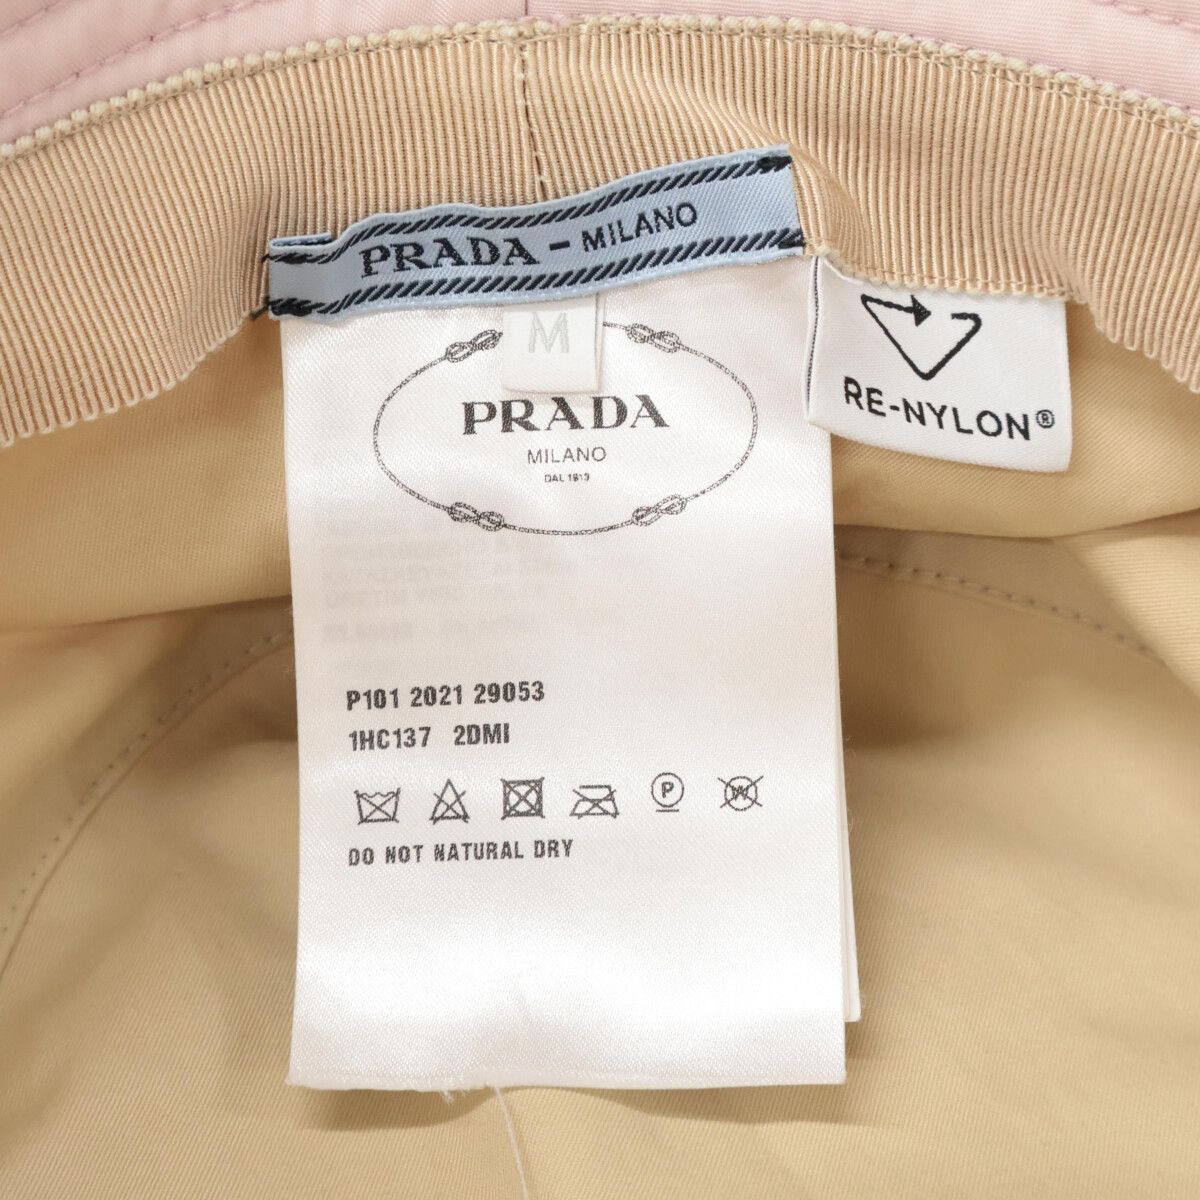 PRADA – MILANO
M
PRADA
MILANO
DAL 1913
RE-NYLON®
P101 2021 29053
1HC137 2DMI
P
W
DO NOT NATURAL DRY